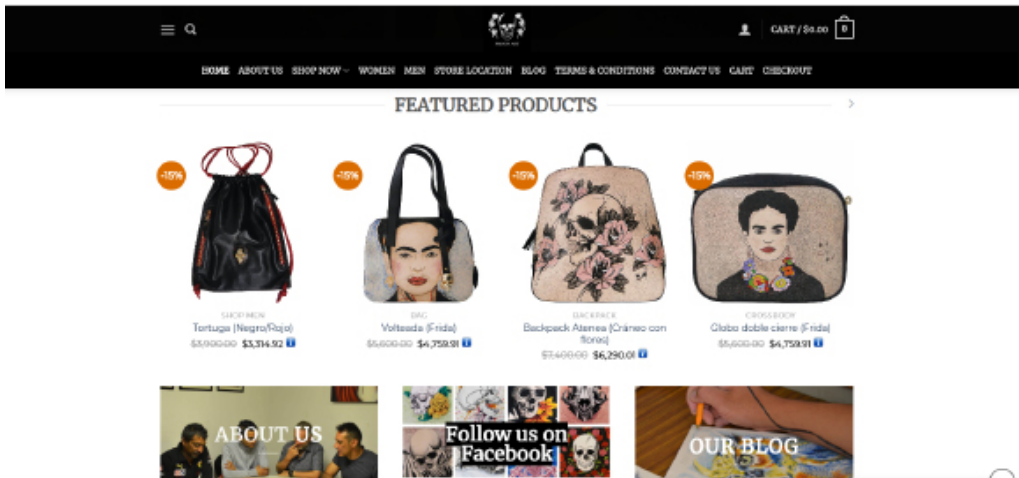 CART / $0.00 0
HOME ABOUT US SHOP NOW WOMEN MEN STORE LOCATION BLOG TERMS & CONDITIONS CONTACT US CART CHECKOUT
FEATURED PRODUCTS
-15% -15% -15% -15%
SHOP MEN
Tortuga (Negro/Rojo)
$3,900.00 $3,314.92
BAG
Volteada (Frida)
$5,600.00 $4,759.91
BACKPACK
Backpack Atenea (Cráneo con
flores)
$7,400.00 $6,290.01
CROSSBODY
Globo doble cierre (Frida)
$5,600.00 $4,759.91
ABOUT US
Follow us on
Facebook
OUR BLOG